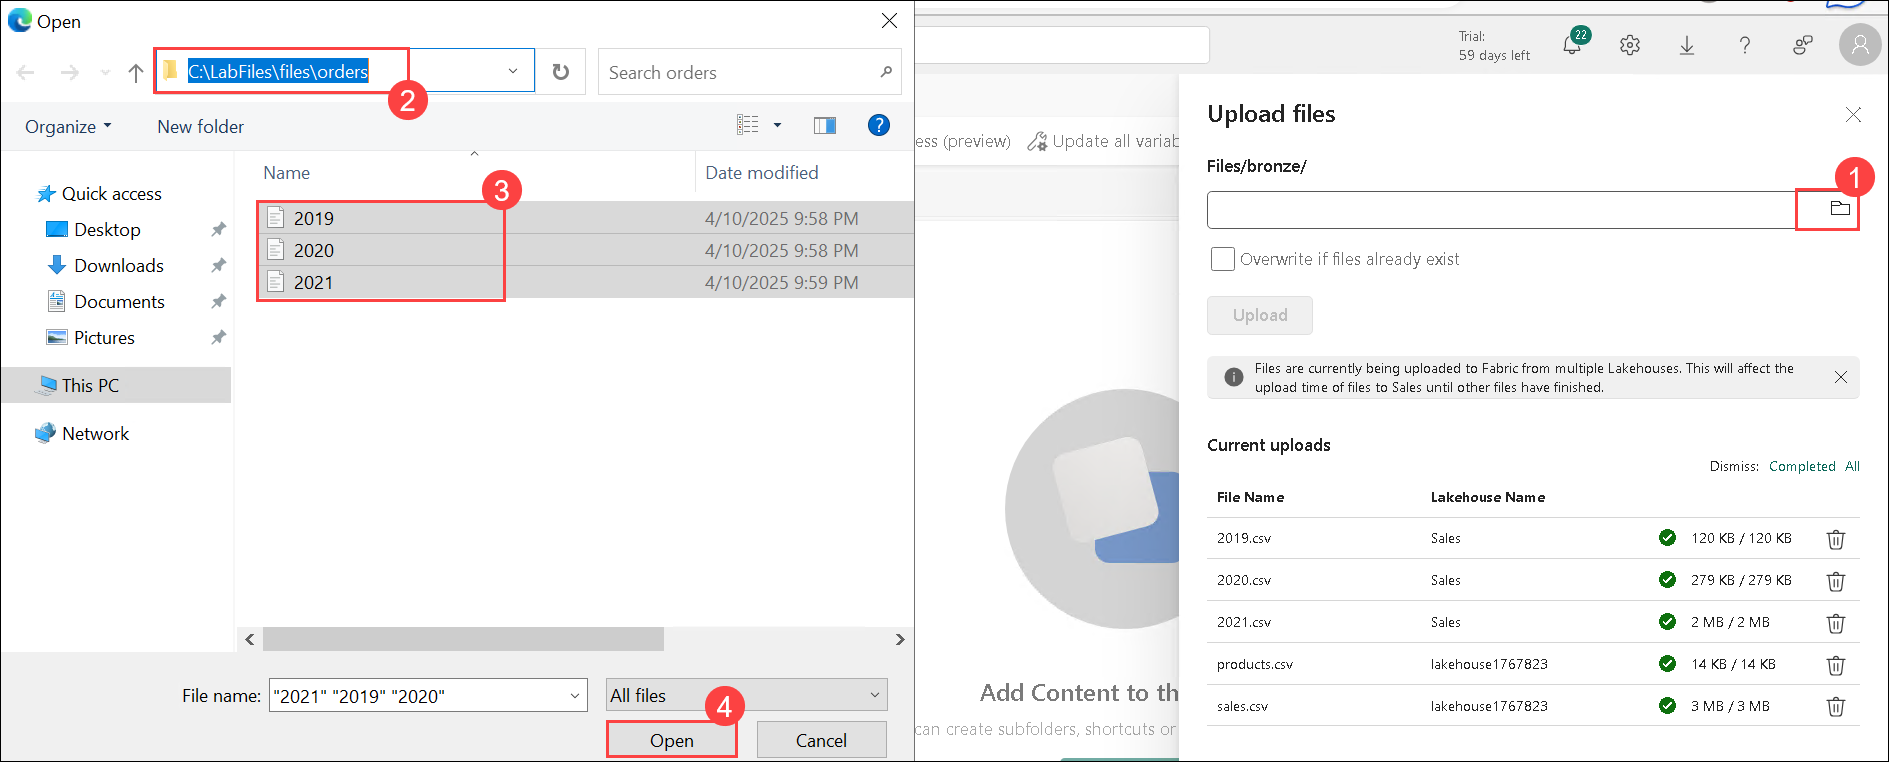 Open
C:\LabFiles\files\orders
2
Search orders
Organize
New folder
?
Name
Date modified
3
2019
4/10/2025 9:58 PM
2020
4/10/2025 9:58 PM
2021
4/10/2025 9:59 PM
Quick access
Desktop
Downloads
Documents
Pictures
This PC
Network
File name:
"2021" "2019" "2020"
All files
4
Open
Cancel
Trial:
59 days left
22
?
ess (preview)
Update all variab
Add Content to th
can create subfolders, shortcuts or
Upload files
Files/bronze/
1
Overwrite if files already exist
Upload
Files are currently being uploaded to Fabric from multiple Lakehouses. This will affect the
upload time of files to Sales until other files have finished.
Current uploads
Dismiss: Completed All
File Name Lakehouse Name
2019.csv Sales 120 KB / 120 KB
2020.csv Sales 279 KB / 279 KB
2021.csv Sales 2 MB / 2 MB
products.csv lakehouse1767823 14 KB / 14 KB
sales.csv lakehouse1767823 3 MB / 3 MB